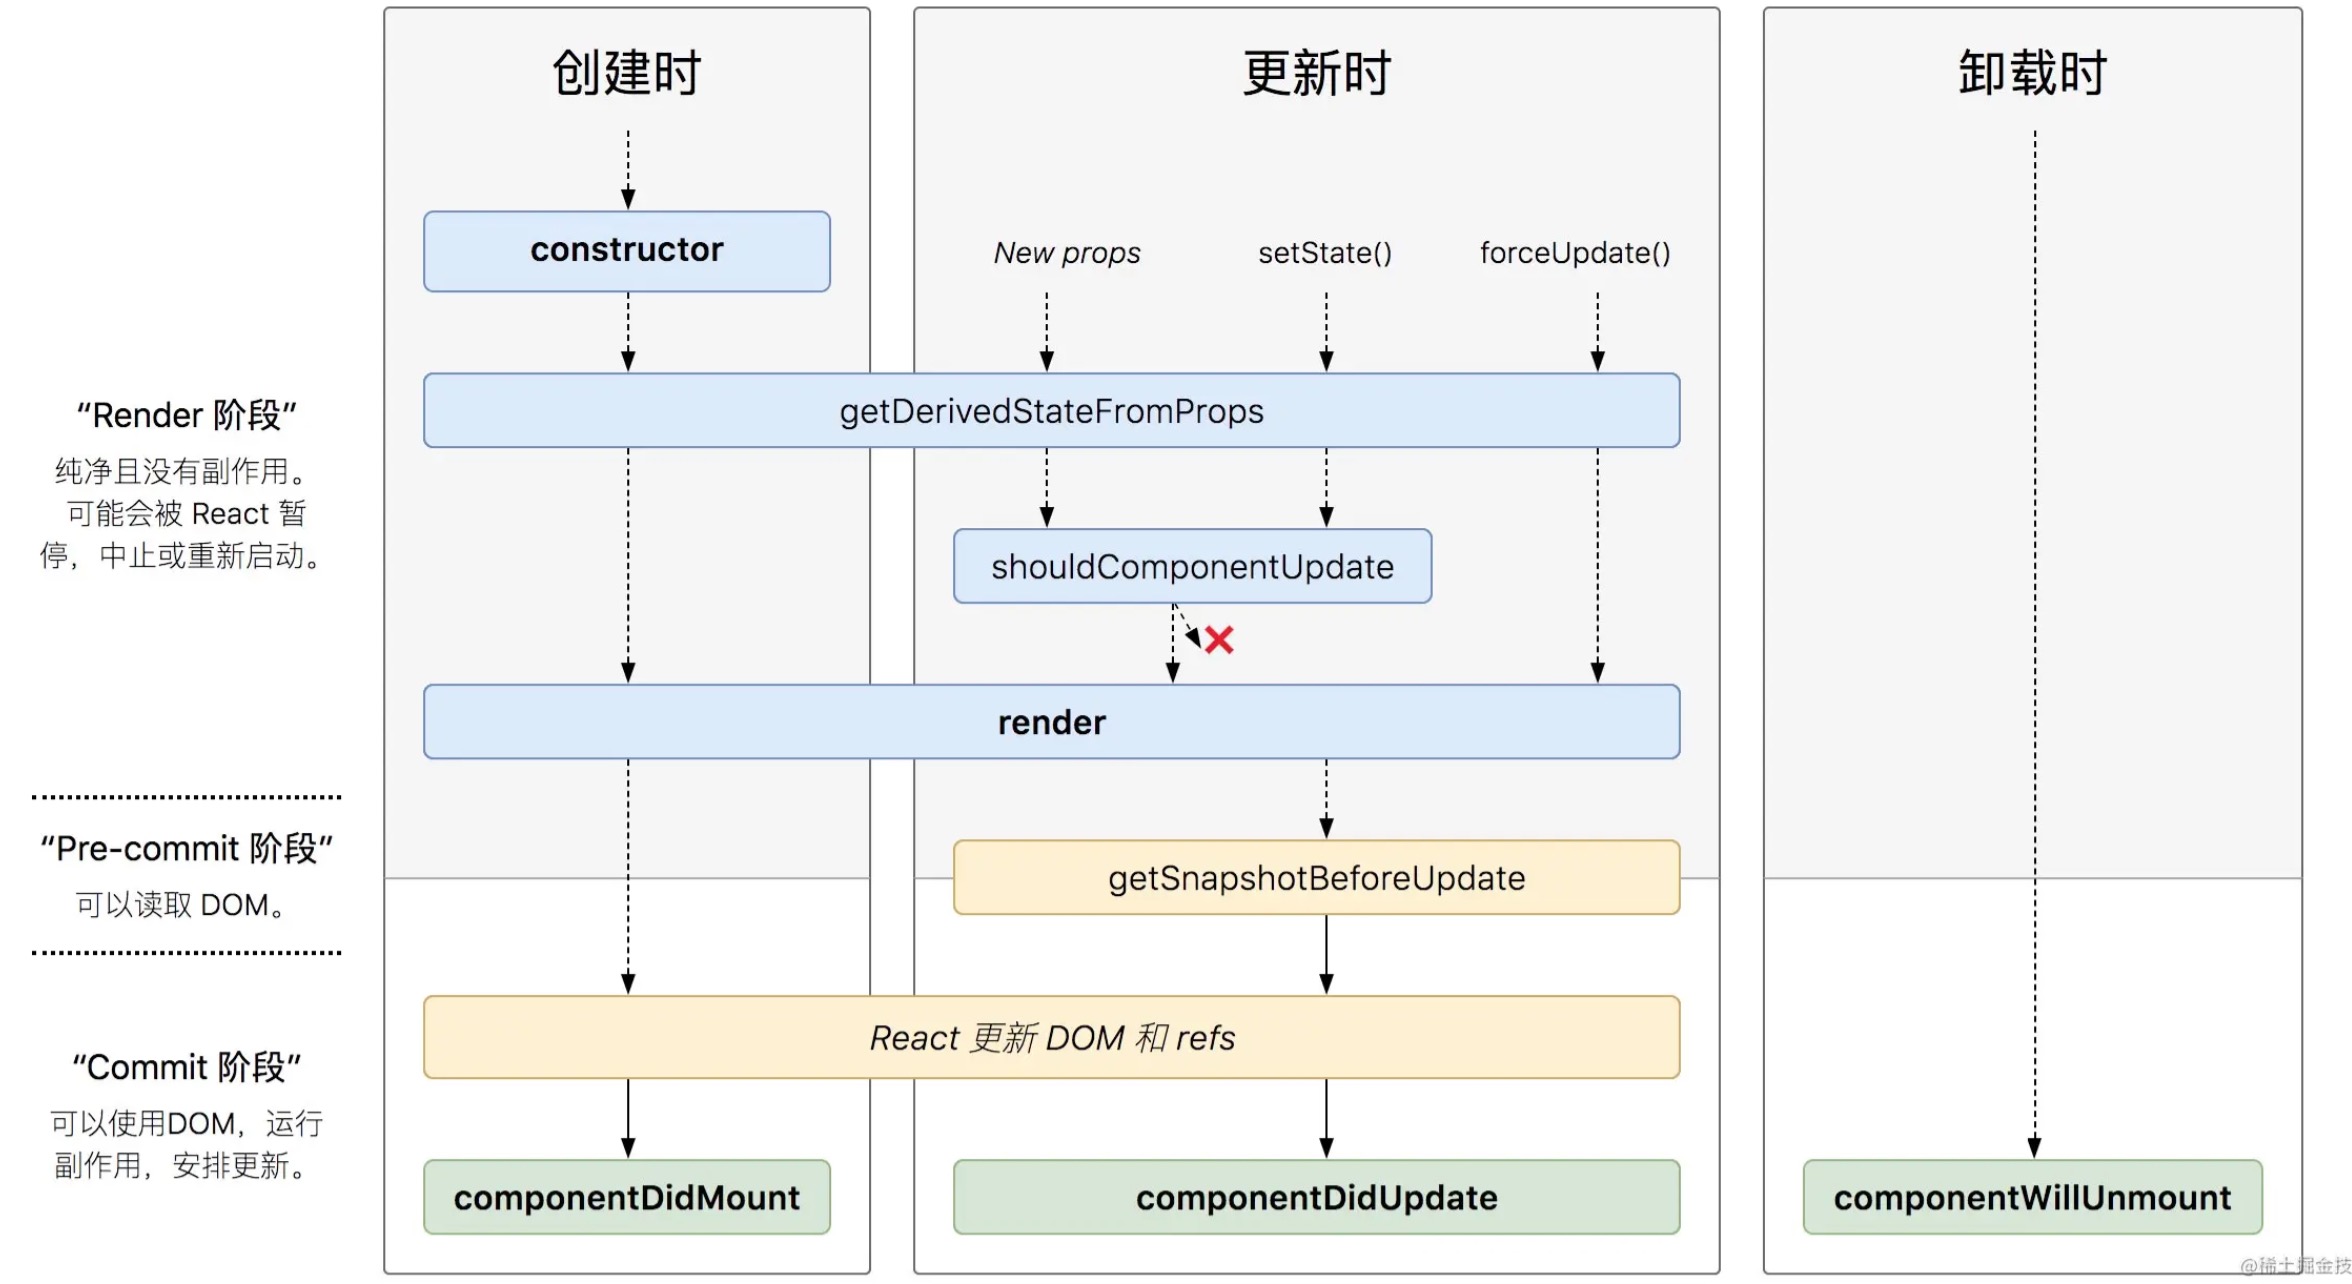 创建时
更新时
卸载时
constructor
New props
setState()
forceUpdate()
getDerivedStateFromProps
“Render 阶段”
纯净且没有副作用。
可能会被 React 暂
停，中止或重新启动。
shouldComponentUpdate
render
“Pre-commit 阶段”
可以读取 DOM。
getSnapshotBeforeUpdate
React 更新 DOM 和 refs
“Commit 阶段”
可以使用DOM，运行
副作用，安排更新。
componentDidMount
componentDidUpdate
componentWillUnmount
@稀土掘金技